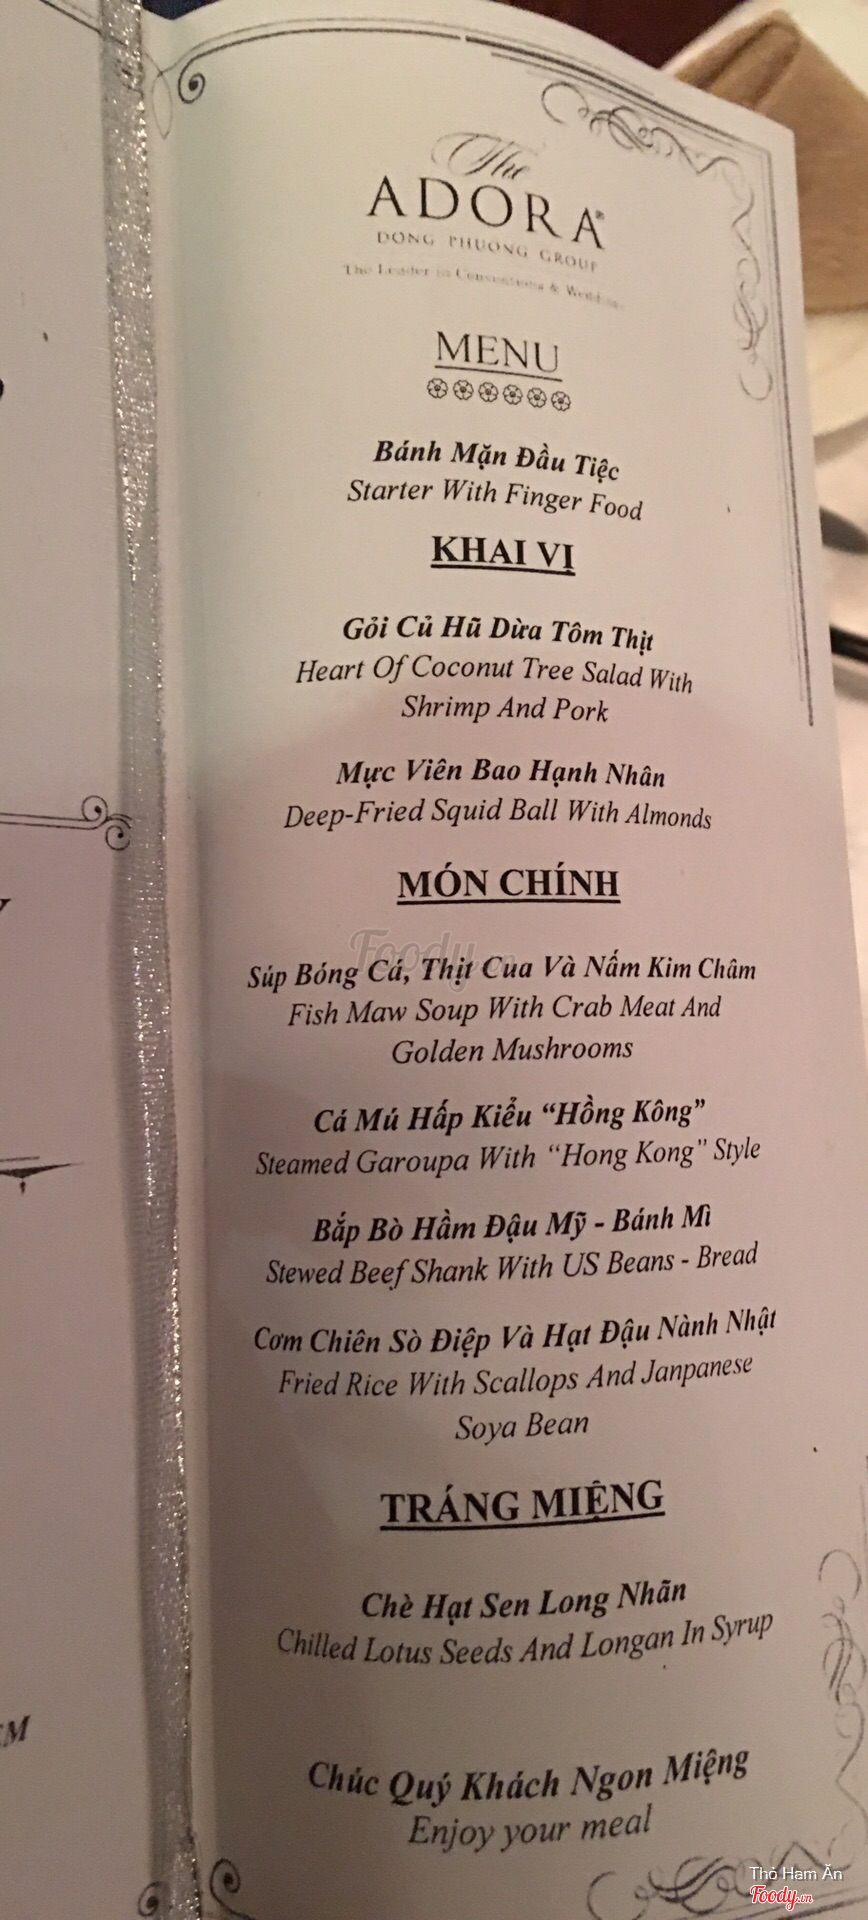 The
ADORA®
DONG PHUONG GROUP
The Leader in Conventions &
MENU
Bánh Mặn Đầu Tiệc
Starter With Finger Food
KHAI VỊ
Gỏi Củ Hũ Dừa Tôm Thịt
Heart Of Coconut Tree Salad With
Shrimp And Pork
Mực Viên Bao Hạnh Nhân
Deep-Fried Squid Ball With Almonds
MÓN CHÍNH
Foody.vn
Súp Bóng Cá, Thịt Cua Và Nấm Kim Châm
Fish Maw Soup With Crab Meat And
Golden Mushrooms
Cá Mú Hấp Kiểu “Hồng Kông”
Steamed Garoupa With “Hong Kong” Style
Bắp Bò Hầm Đậu Mỹ - Bánh Mì
Stewed Beef Shank With US Beans - Bread
Cơm Chiên Sò Điệp Và Hạt Đậu Nành Nhật
Fried Rice With Scallops And Janpanese
Soya Bean
TRÁNG MIỆNG
Chè Hạt Sen Long Nhãn
Chilled Lotus Seeds And Longan In Syrup
Chúc Quý Khách Ngon Miệng
Enjoy your meal
Thỏ Ham Ăn
Foody.vn